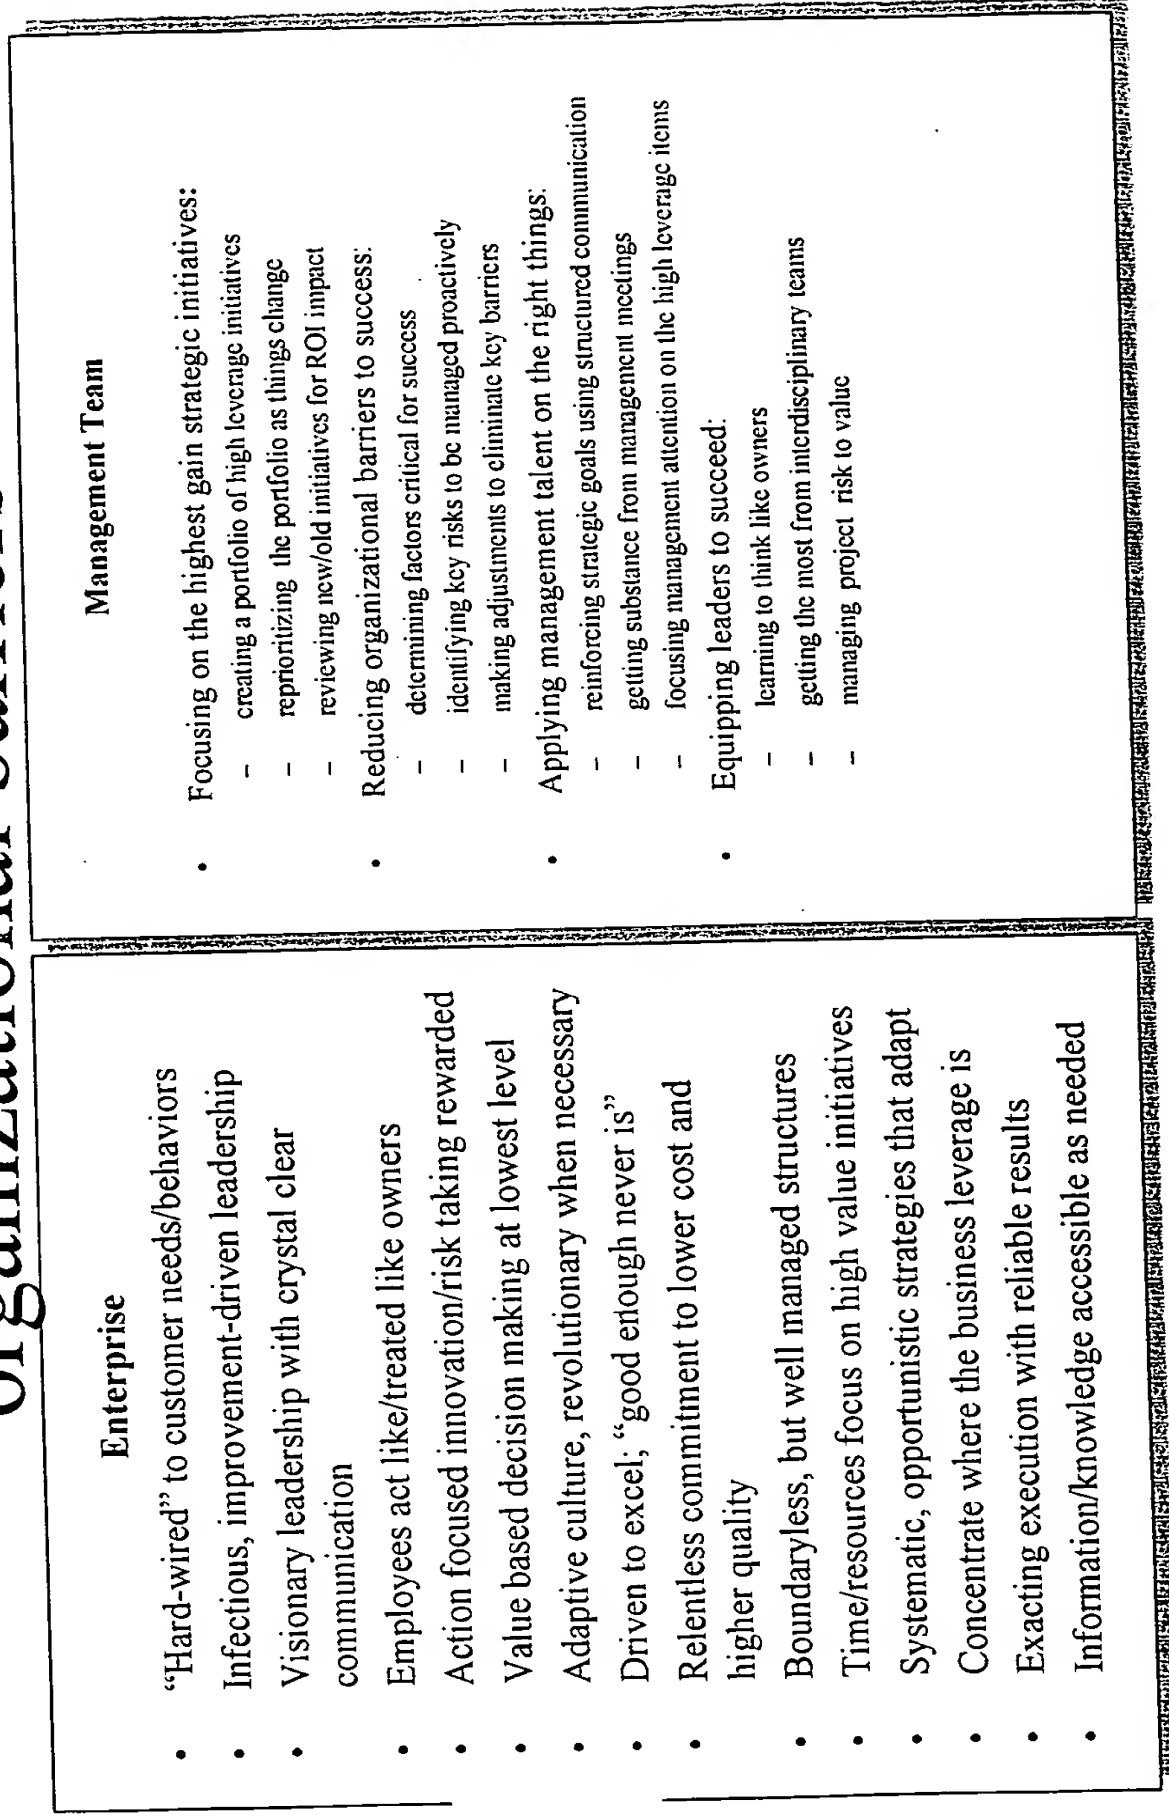 organizational
Enterprise
• “Hard-wired” to customer needs/behaviors
• Infectious, improvement-driven leadership
• Visionary leadership with crystal clear
communication
• Employees act like/treated like owners
• Action focused innovation/risk taking rewarded
• Value based decision making at lowest level
• Adaptive culture, revolutionary when necessary
• Driven to excel; “good enough never is”
• Relentless commitment to lower cost and
higher quality
• Boundaryless, but well managed structures
• Time/resources focus on high value initiatives
• Systematic, opportunistic strategies that adapt
• Concentrate where the business leverage is
• Exacting execution with reliable results
• Information/knowledge accessible as needed
Management Team
• Focusing on the highest gain strategic initiatives:
– creating a portfolio of high leverage initiatives
– reprioritizing the portfolio as things change
– reviewing new/old initiatives for ROI impact
• Reducing organizational barriers to success:
– determining factors critical for success
– identifying key risks to be managed proactively
– making adjustments to eliminate key barriers
• Applying management talent on the right things:
– reinforcing strategic goals using structured communication
– getting substance from management meetings
– focusing management attention on the high leverage items
• Equipping leaders to succeed:
– learning to think like owners
– getting the most from interdisciplinary teams
– managing project risk to value